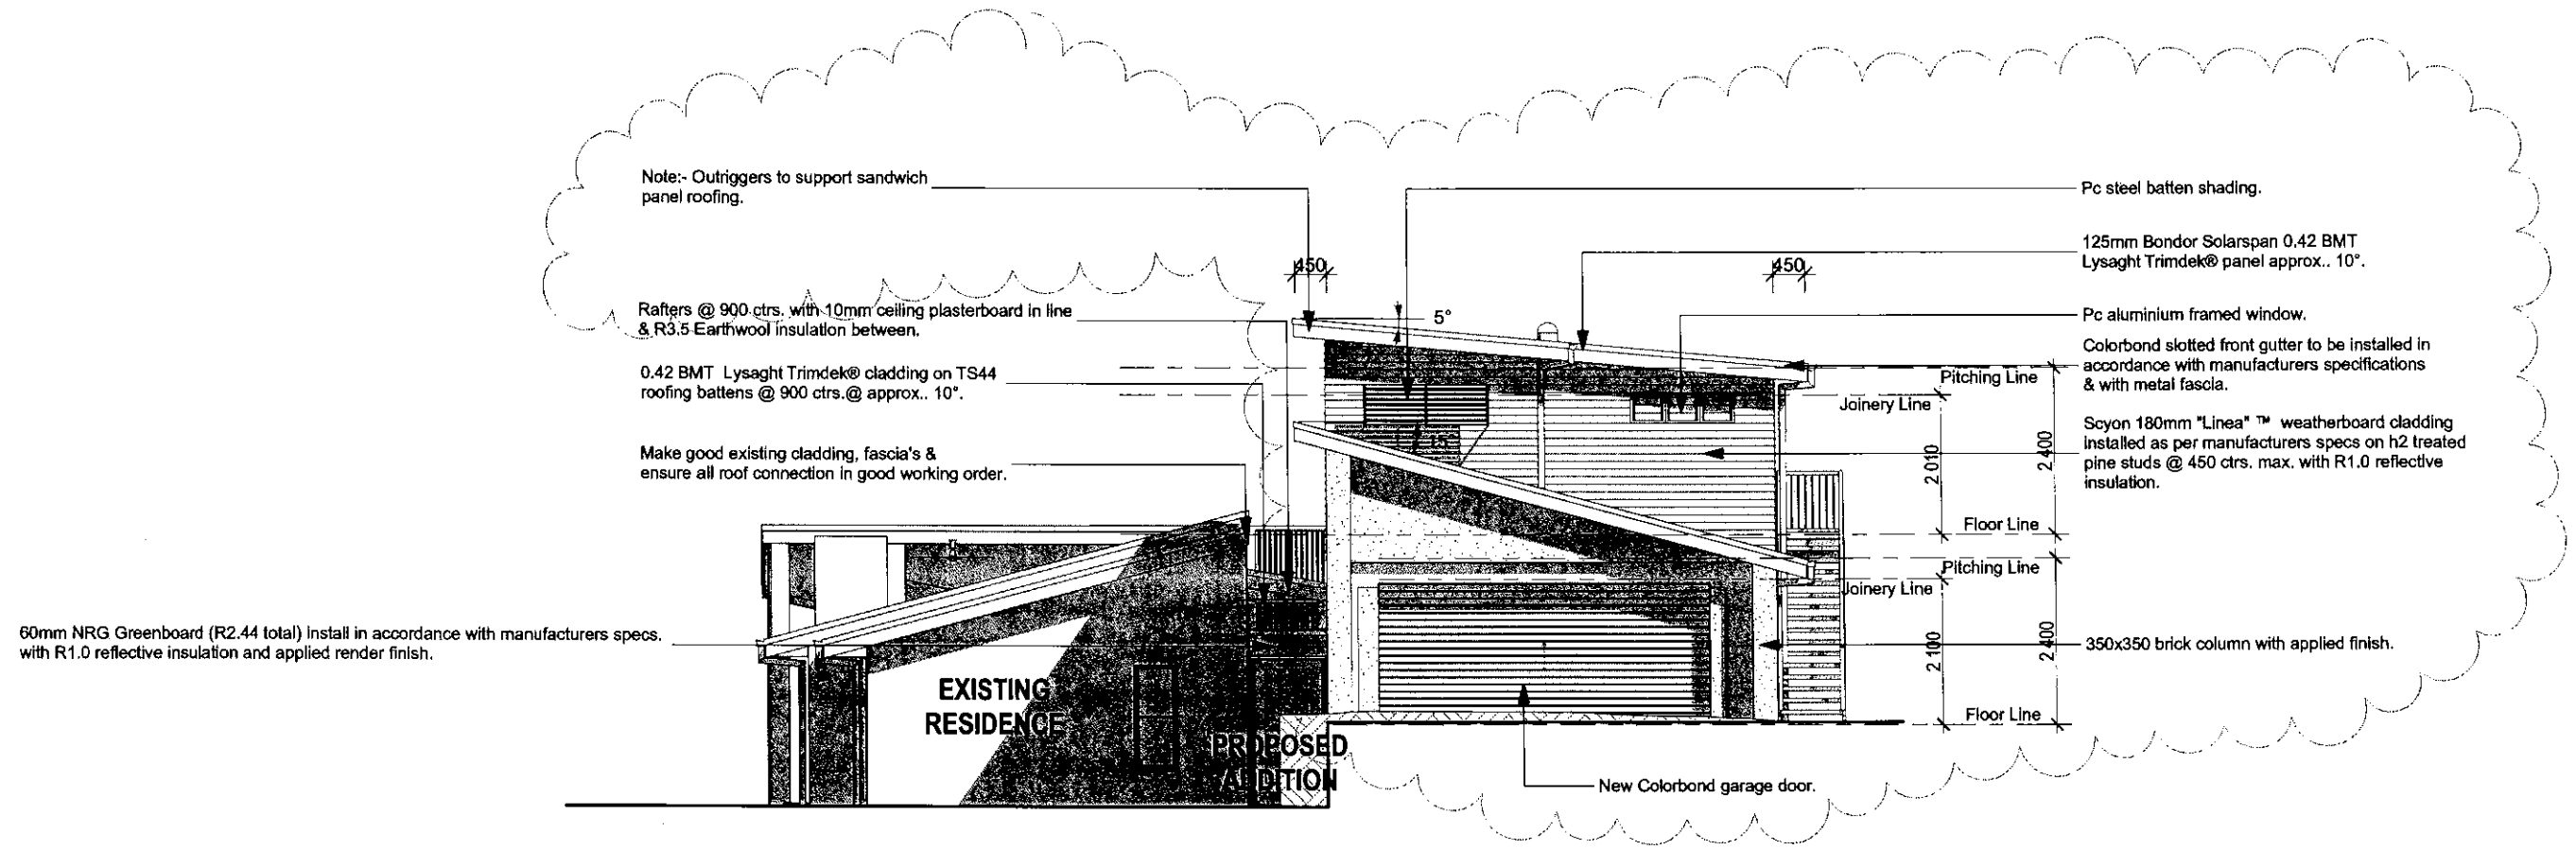 Note:- Outriggers to support sandwich
panel roofing.
Rafters @ 900 ctrs. with 10mm ceiling plasterboard in line
& R3.5 Earthwool insulation between.
0.42 BMT Lysaght Trimdek® cladding on TS44
roofing battens @ 900 ctrs.@ approx.. 10°.
Make good existing cladding, fascia's &
ensure all roof connection in good working order.
60mm NRG Greenboard (R2.44 total) install in accordance with manufacturers specs.
with R1.0 reflective insulation and applied render finish.
450
450
5°
15°
EXISTING
RESIDENCE
PROPOSED
ADDITION
New Colorbond garage door.
Pitching Line
Joinery Line
2 010
2 400
Floor Line
Pitching Line
Joinery Line
2 100
2 400
Floor Line
Pc steel batten shading.
125mm Bondor Solarspan 0.42 BMT
Lysaght Trimdek® panel approx.. 10°.
Pc aluminium framed window.
Colorbond slotted front gutter to be installed in
accordance with manufacturers specifications
& with metal fascia.
Scyon 180mm "Linea" ™ weatherboard cladding
installed as per manufacturers specs on h2 treated
pine studs @ 450 ctrs. max. with R1.0 reflective
insulation.
350x350 brick column with applied finish.